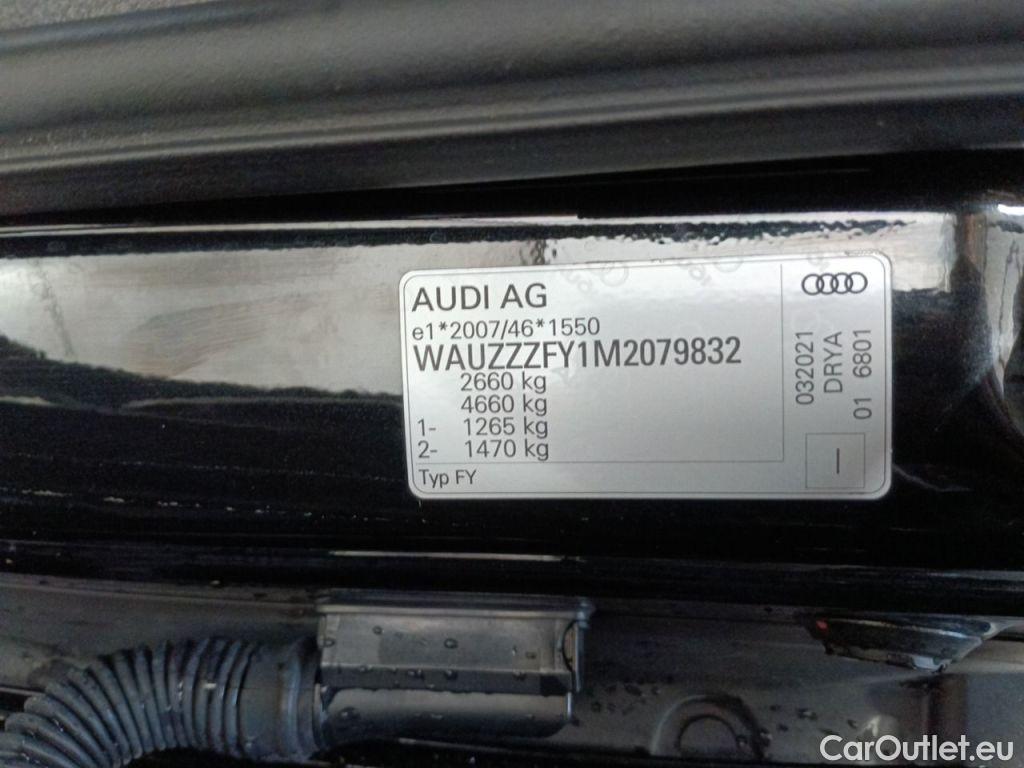 AUDI AG
e1*2007/46*1550
WAUZZZFY1M2079832
2660 kg
4660 kg
1- 1265 kg
2- 1470 kg
Typ FY
032021
DRYA
01 6801
I
CarOutlet.eu